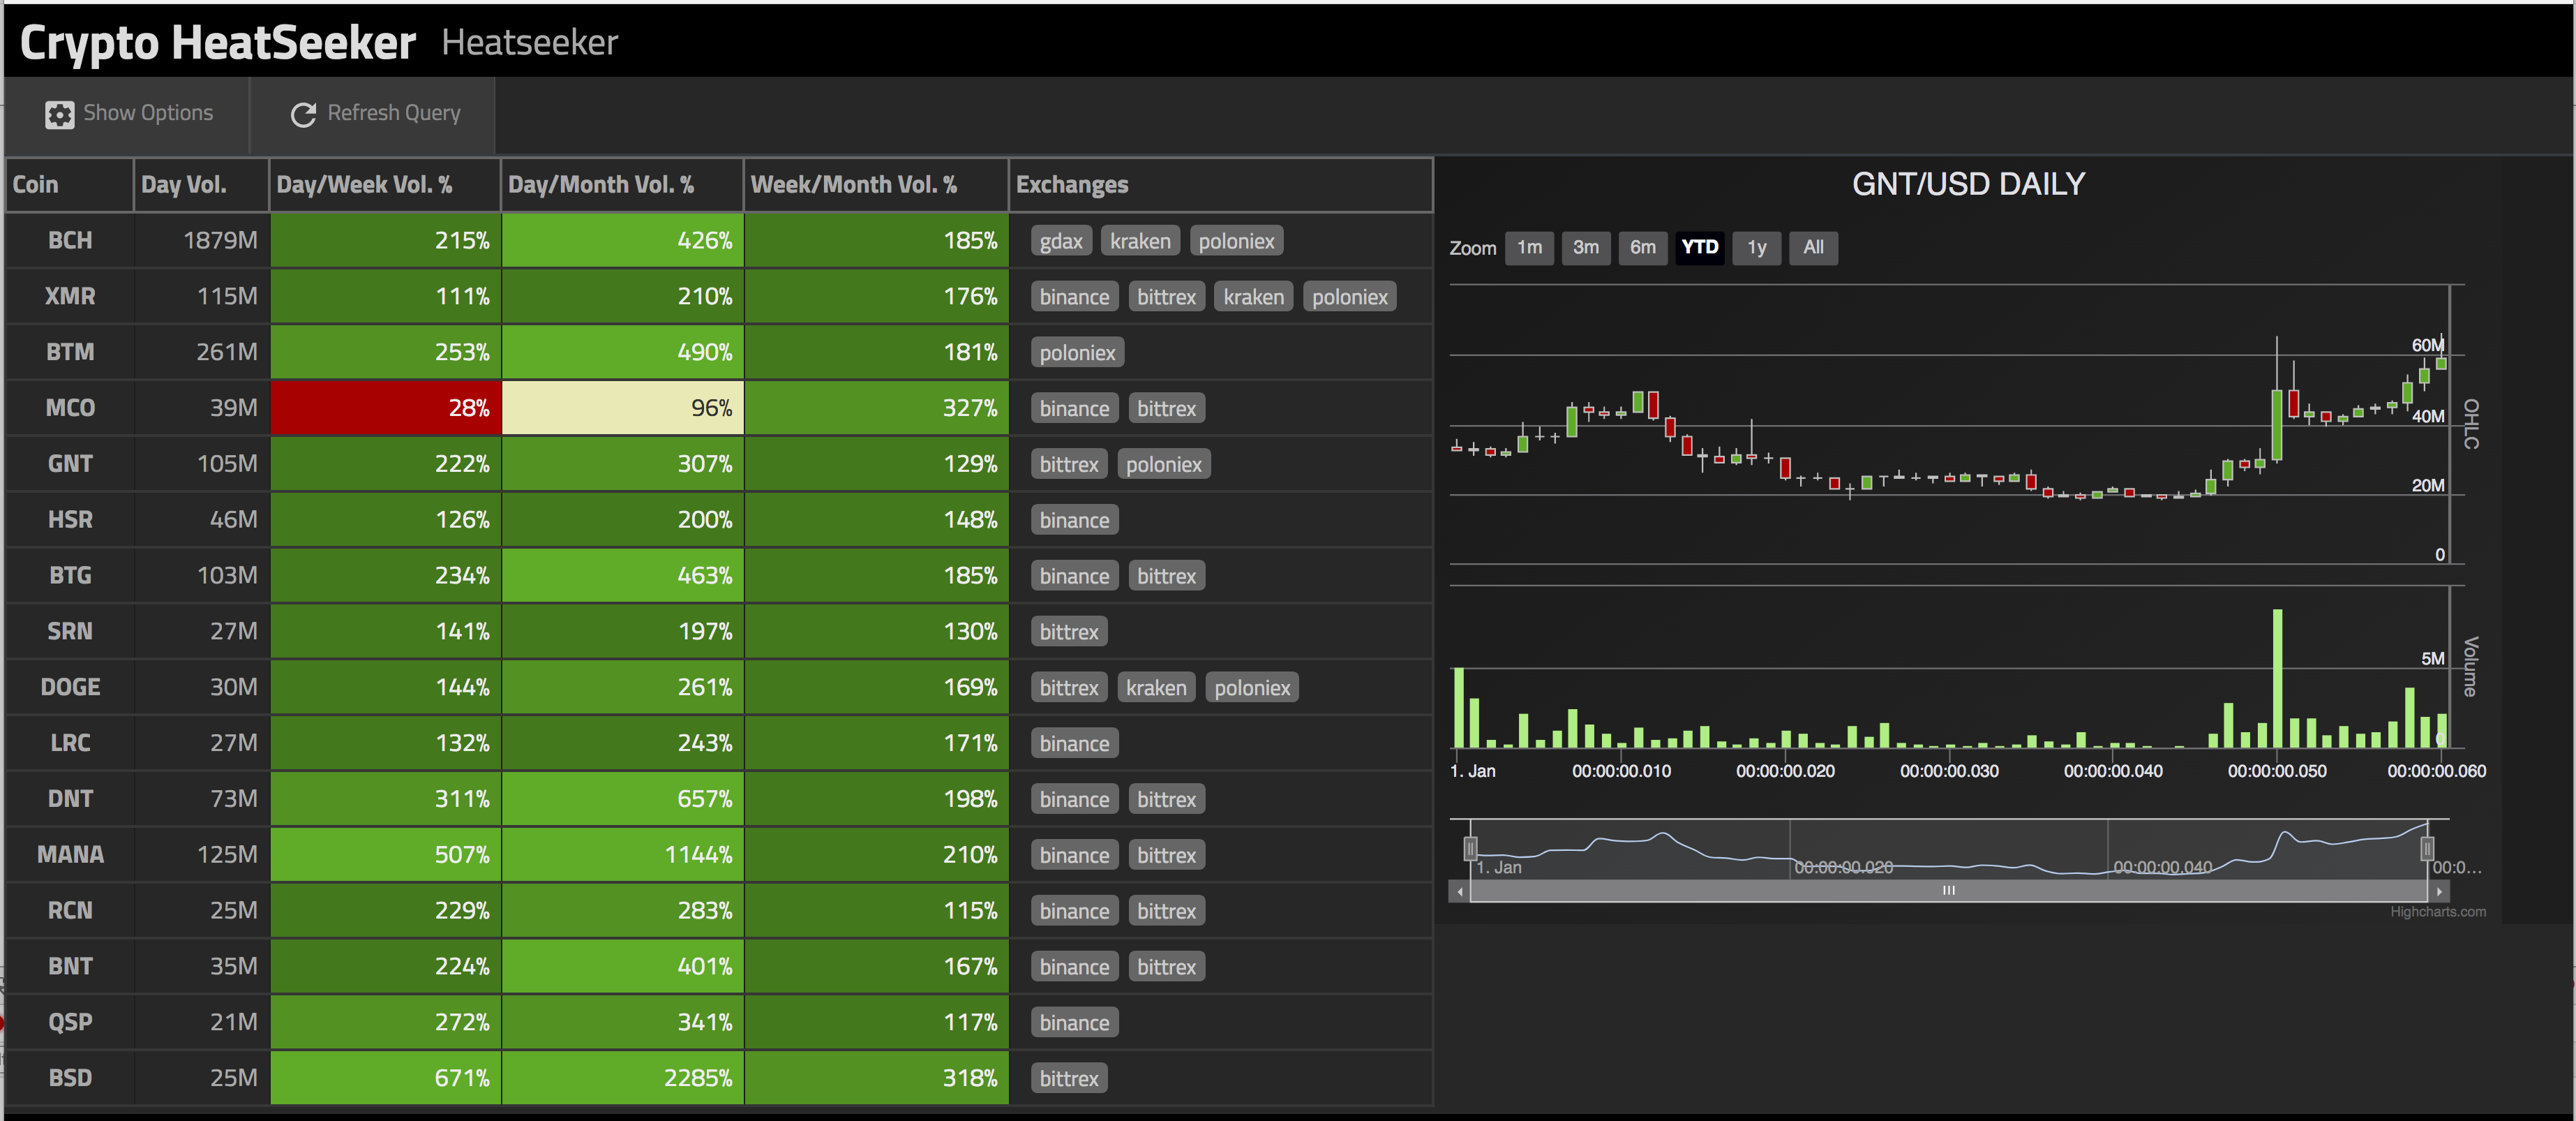 Crypto HeatSeeker Heatseeker
Show Options Refresh Query
Coin Day Vol. Day/Week Vol. % Day/Month Vol. % Week/Month Vol. % Exchanges
BCH 1879M 215% 426% 185% gdax kraken poloniex
XMR 115M 111% 210% 176% binance bittrex kraken poloniex
BTM 261M 253% 490% 181% poloniex
MCO 39M 28% 96% 327% binance bittrex
GNT 105M 222% 307% 129% bittrex poloniex
HSR 46M 126% 200% 148% binance
BTG 103M 234% 463% 185% binance bittrex
SRN 27M 141% 197% 130% bittrex
DOGE 30M 144% 261% 169% bittrex kraken poloniex
LRC 27M 132% 243% 171% binance
DNT 73M 311% 657% 198% binance bittrex
MANA 125M 507% 1144% 210% binance bittrex
RCN 25M 229% 283% 115% binance bittrex
BNT 35M 224% 401% 167% binance bittrex
QSP 21M 272% 341% 117% binance
BSD 25M 671% 2285% 318% bittrex
GNT/USD DAILY
Zoom 1m 3m 6m YTD 1y All
60M
40M
20M
0
OHLC
5M
0
Volume
1. Jan 00:00:00.010 00:00:00.020 00:00:00.030 00:00:00.040 00:00:00.050 00:00:00.060
1. Jan 00:00:00.020 00:00:00.040 00:0...
Highcharts.com